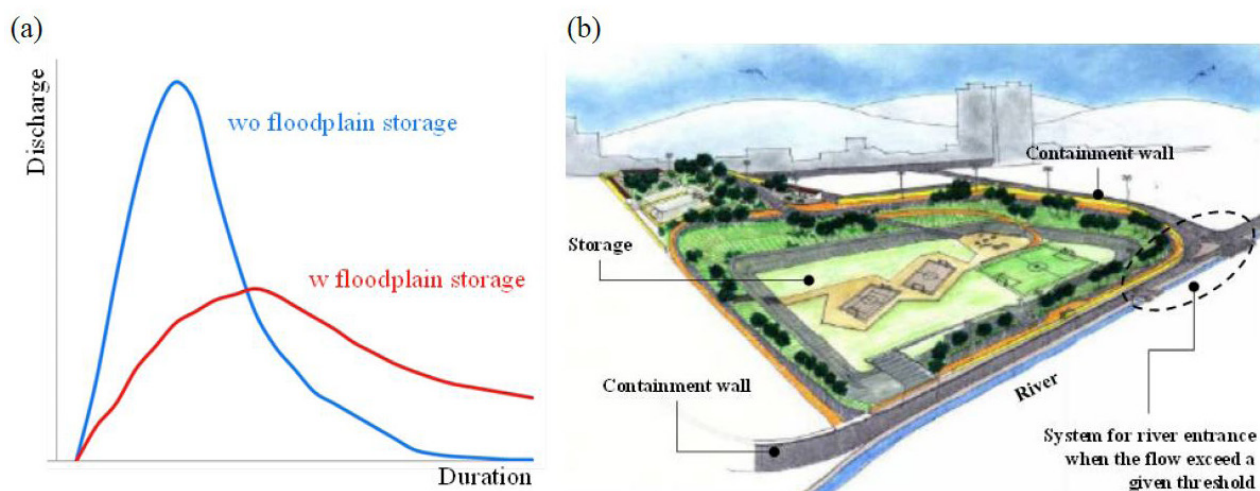 (a)
Discharge
wo floodplain storage
w floodplain storage
Duration
(b)
Containment wall
Storage
Containment wall
River
System for river entrance
when the flow exceed a
given threshold